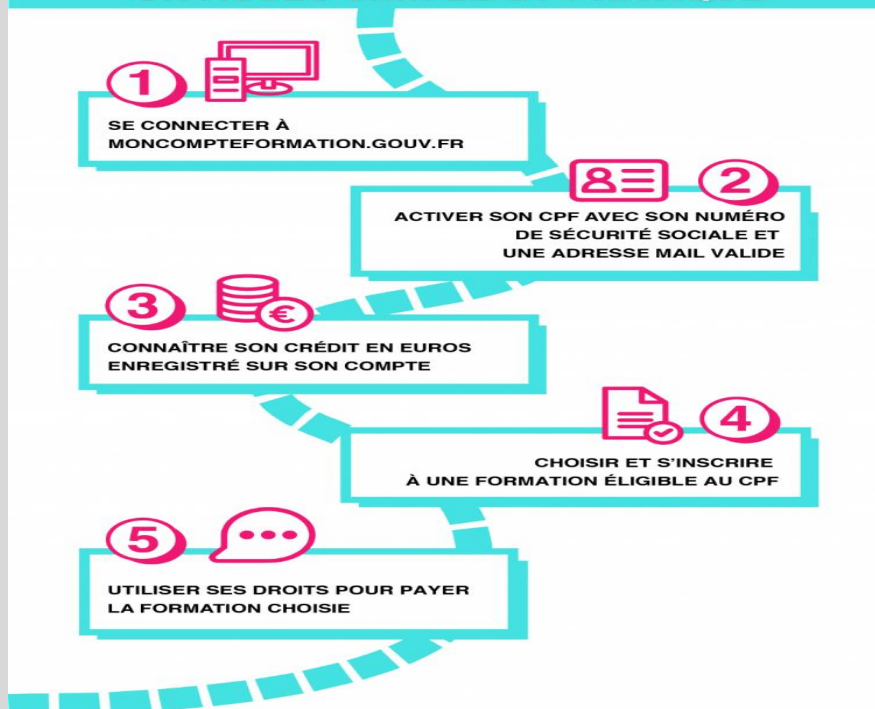 1
SE CONNECTER À
MONCOMPTEFORMATION.GOUV.FR
2
ACTIVER SON CPF AVEC SON NUMÉRO
DE SÉCURITÉ SOCIALE ET
UNE ADRESSE MAIL VALIDE
3
€
CONNAÎTRE SON CRÉDIT EN EUROS
ENREGISTRÉ SUR SON COMPTE
4
CHOISIR ET S’INSCRIRE
À UNE FORMATION ÉLIGIBLE AU CPF
5
UTILISER SES DROITS POUR PAYER
LA FORMATION CHOISIE